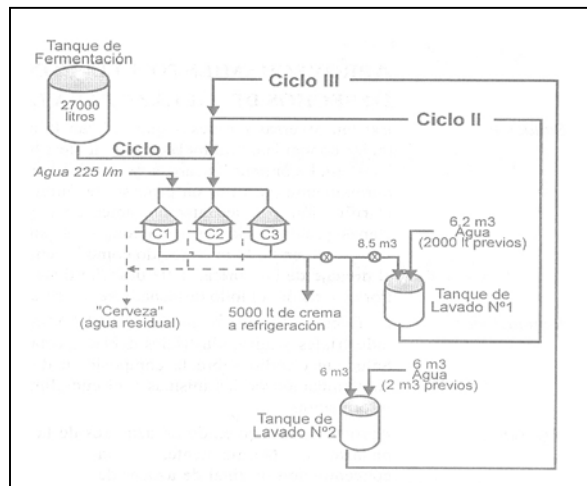 Tanque de
Fermentación
27000
litros
Ciclo III
Ciclo II
Ciclo I
Agua 225 l/m
C1
C2
C3
8.5 m3
6,2 m3
Agua
(2000 lt previos)
"Cerveza"
(agua residual)
5000 lt de crema
a refrigeración
Tanque de
Lavado Nº1
6 m3
6 m3
Agua
(2 m3 previos)
Tanque de
Lavado Nº2